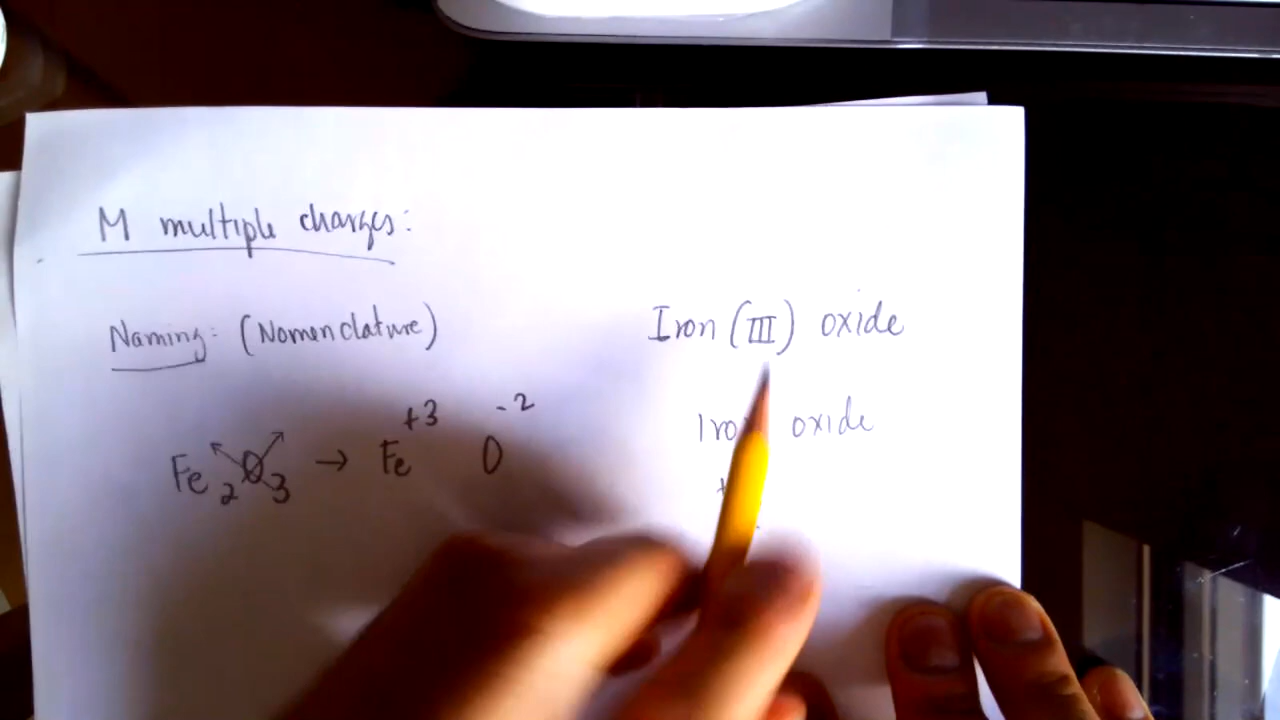 M multiple charges:
Naming: (Nomenclature)
Iron (III) oxide
oxide
+3 -2
Fe2O3 → Fe O